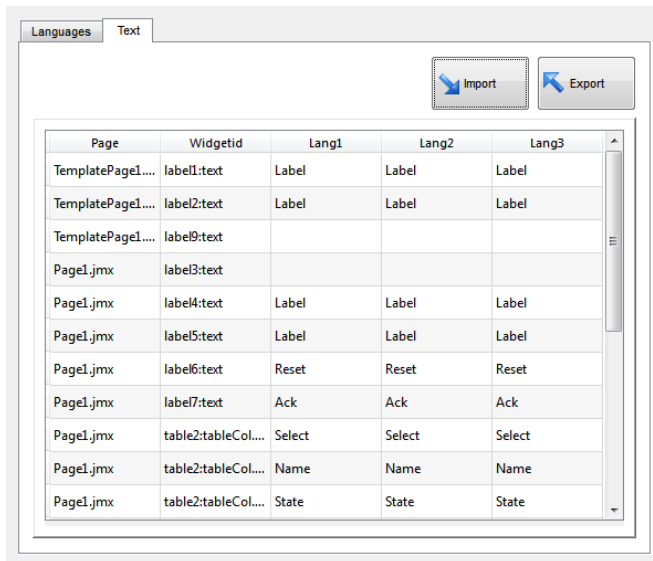 Languages Text
Import Export
Page Widgetid Lang1 Lang2 Lang3
TemplatePage1.... label1:text Label Label Label
TemplatePage1.... label2:text Label Label Label
TemplatePage1.... label9:text
Page1.jmx label3:text
Page1.jmx label4:text Label Label Label
Page1.jmx label5:text Label Label Label
Page1.jmx label6:text Reset Reset Reset
Page1.jmx label7:text Ack Ack Ack
Page1.jmx table2:tableCol.... Select Select Select
Page1.jmx table2:tableCol.... Name Name Name
Page1.jmx table2:tableCol.... State State State